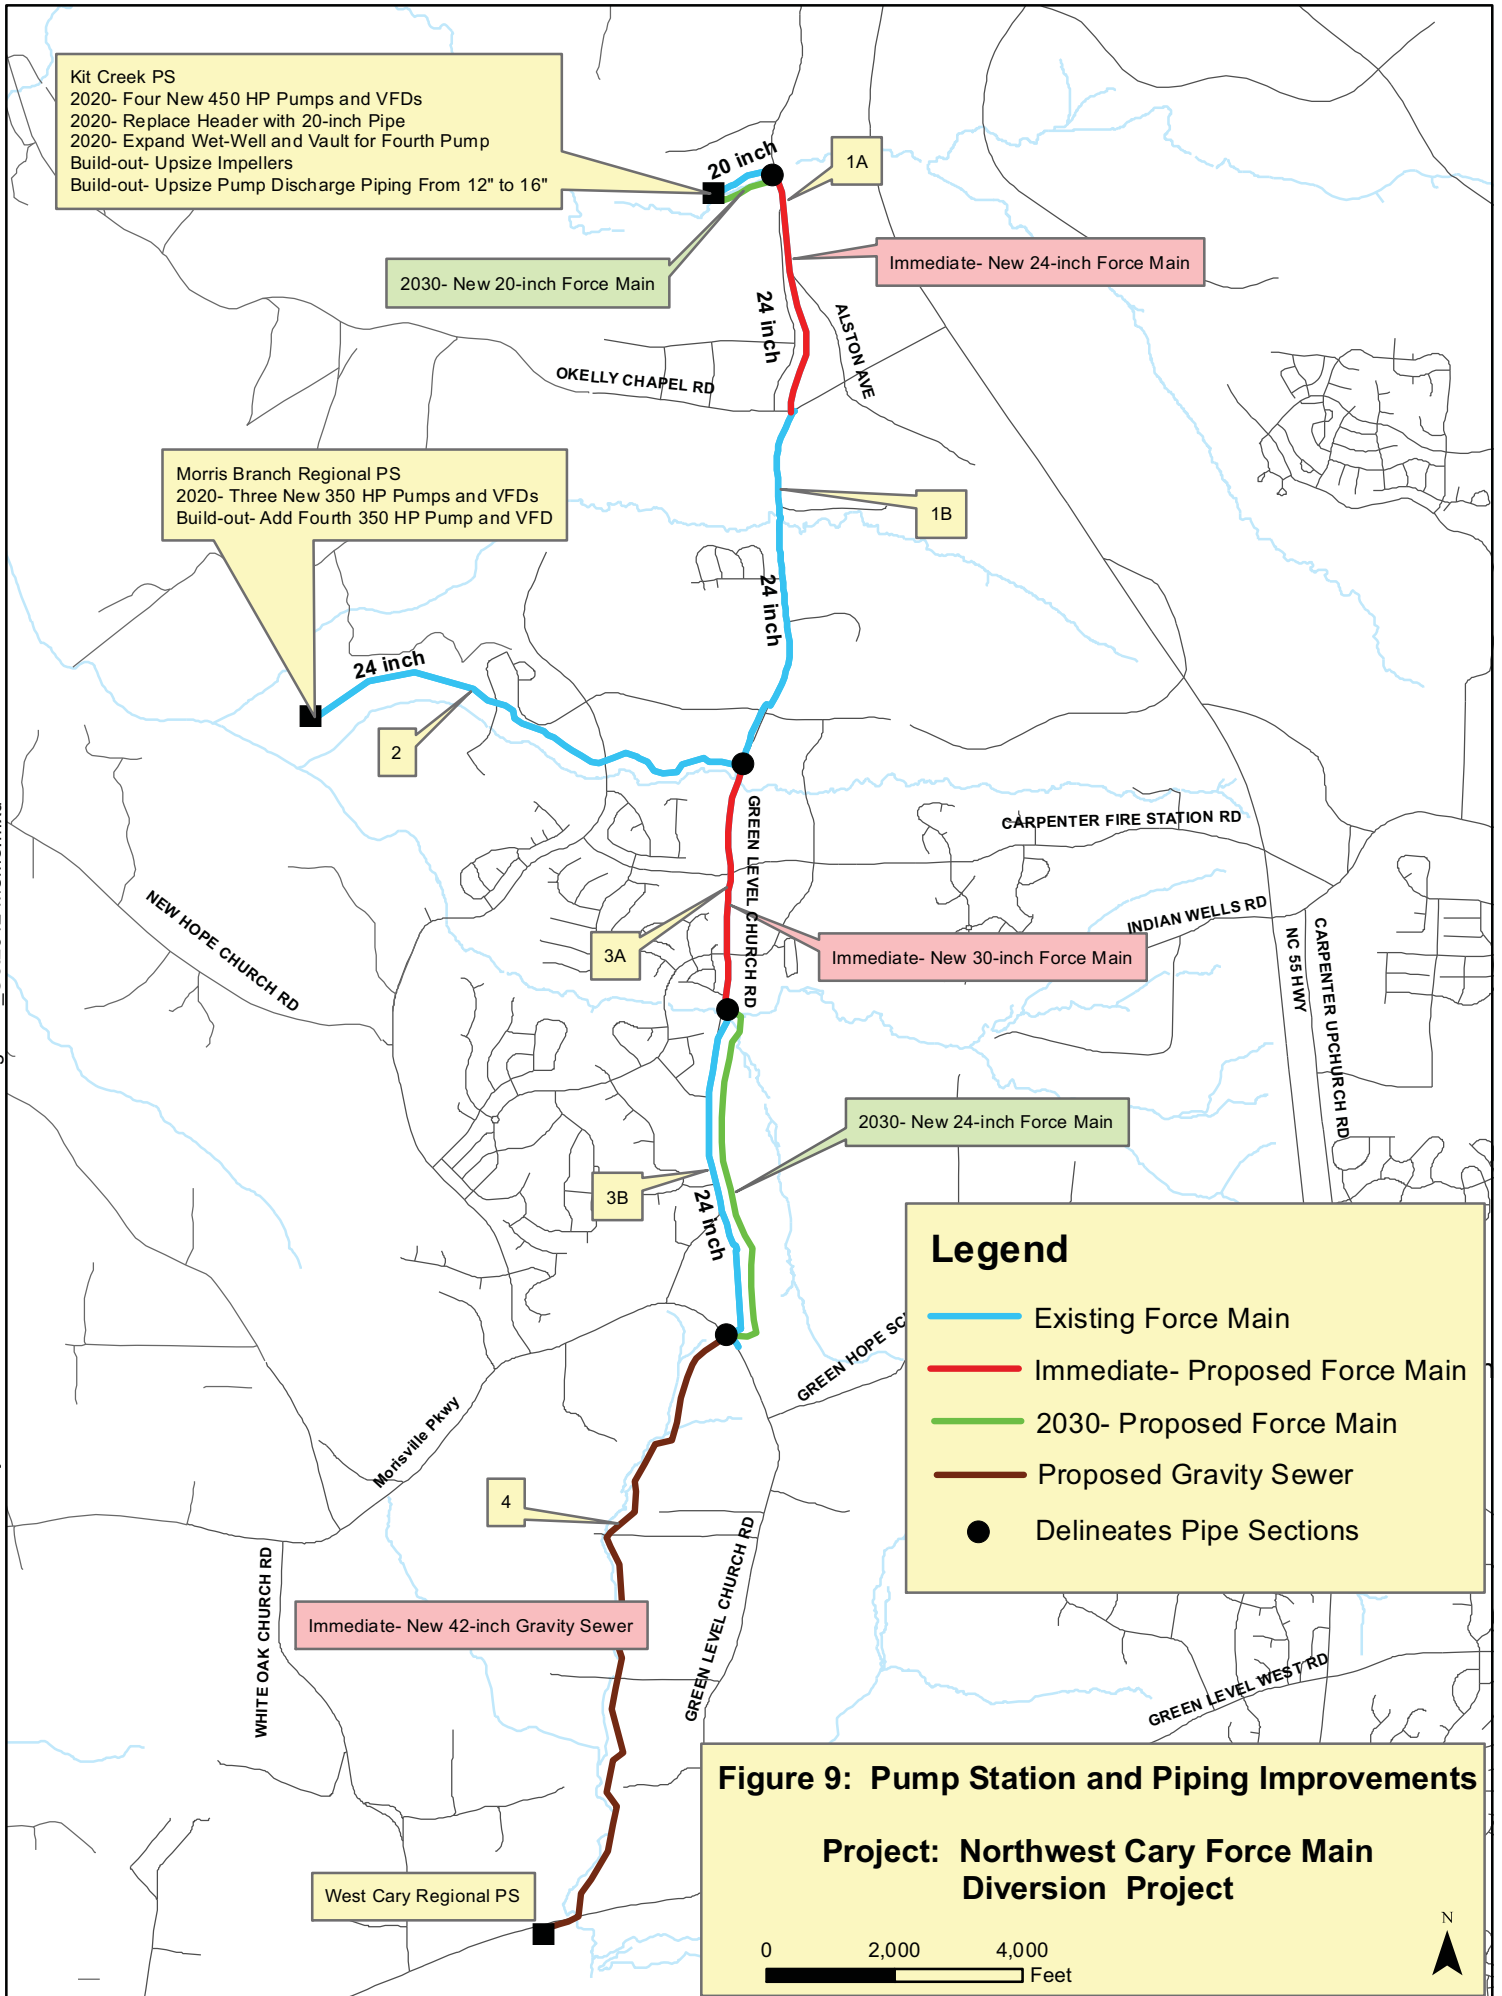 Kit Creek PS
2020- Four New 450 HP Pumps and VFDs
2020- Replace Header with 20-inch Pipe
2020- Expand Wet-Well and Vault for Fourth Pump
Build-out- Upsize Impellers
Build-out- Upsize Pump Discharge Piping From 12" to 16"
20 inch
1A
2030- New 20-inch Force Main
Immediate- New 24-inch Force Main
24 inch
ALSTON AVE
OKELLY CHAPEL RD
Morris Branch Regional PS
2020- Three New 350 HP Pumps and VFDs
Build-out- Add Fourth 350 HP Pump and VFD
1B
24 inch
24 inch
2
GREEN LEVEL CHURCH RD
CARPENTER FIRE STATION RD
NEW HOPE CHURCH RD
INDIAN WELLS RD
3A
Immediate- New 30-inch Force Main
NC 55 HWY
CARPENTER UPCHURCH RD
2030- New 24-inch Force Main
3B
24 inch
GREEN HOPE SC
Morisville Pkwy
4
Legend
Existing Force Main
Immediate- Proposed Force Main
2030- Proposed Force Main
Proposed Gravity Sewer
Delineates Pipe Sections
WHITE OAK CHURCH RD
Immediate- New 42-inch Gravity Sewer
GREEN LEVEL CHURCH RD
GREEN LEVEL WEST RD
West Cary Regional PS
Figure 9: Pump Station and Piping Improvements
Project: Northwest Cary Force Main
Diversion Project
0 2,000 4,000
Feet
N